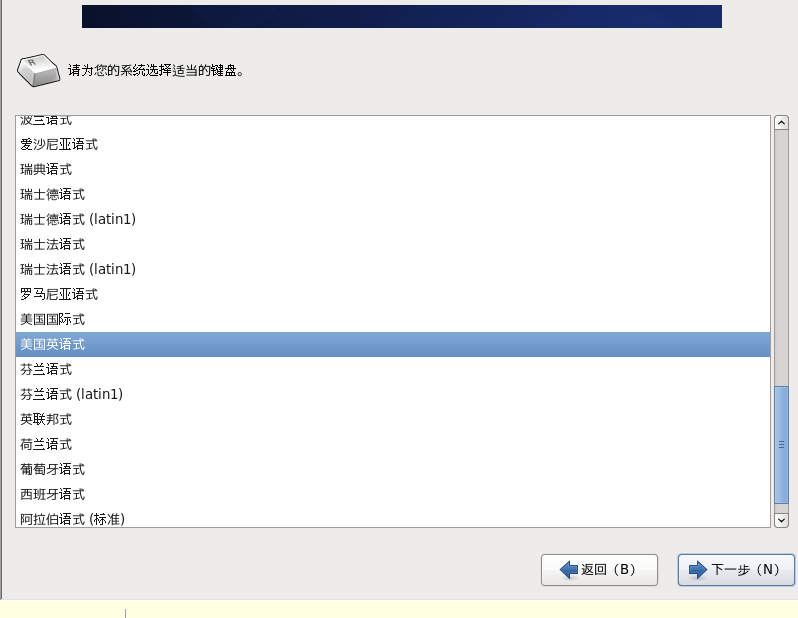 请为您的系统选择适当的键盘。
波兰语式
爱沙尼亚语式
瑞典语式
瑞士德语式
瑞士德语式 (latin1)
瑞士法语式
瑞士法语式 (latin1)
罗马尼亚语式
美国国际式
美国英语式
芬兰语式
芬兰语式 (latin1)
英联邦式
荷兰语式
葡萄牙语式
西班牙语式
阿拉伯语式 (标准)
返回（B）
下一步（N）